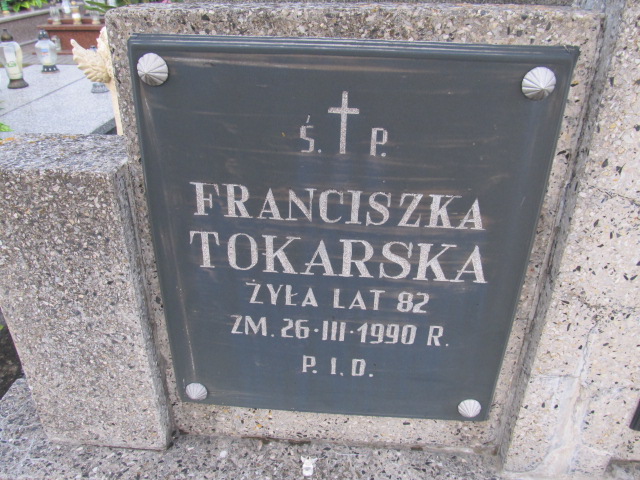 Ś. P.
FRANCISZKA
TOKARSKA
ŻYŁA LAT 82
ZM. 26·III·1990 R.
P. I. D.